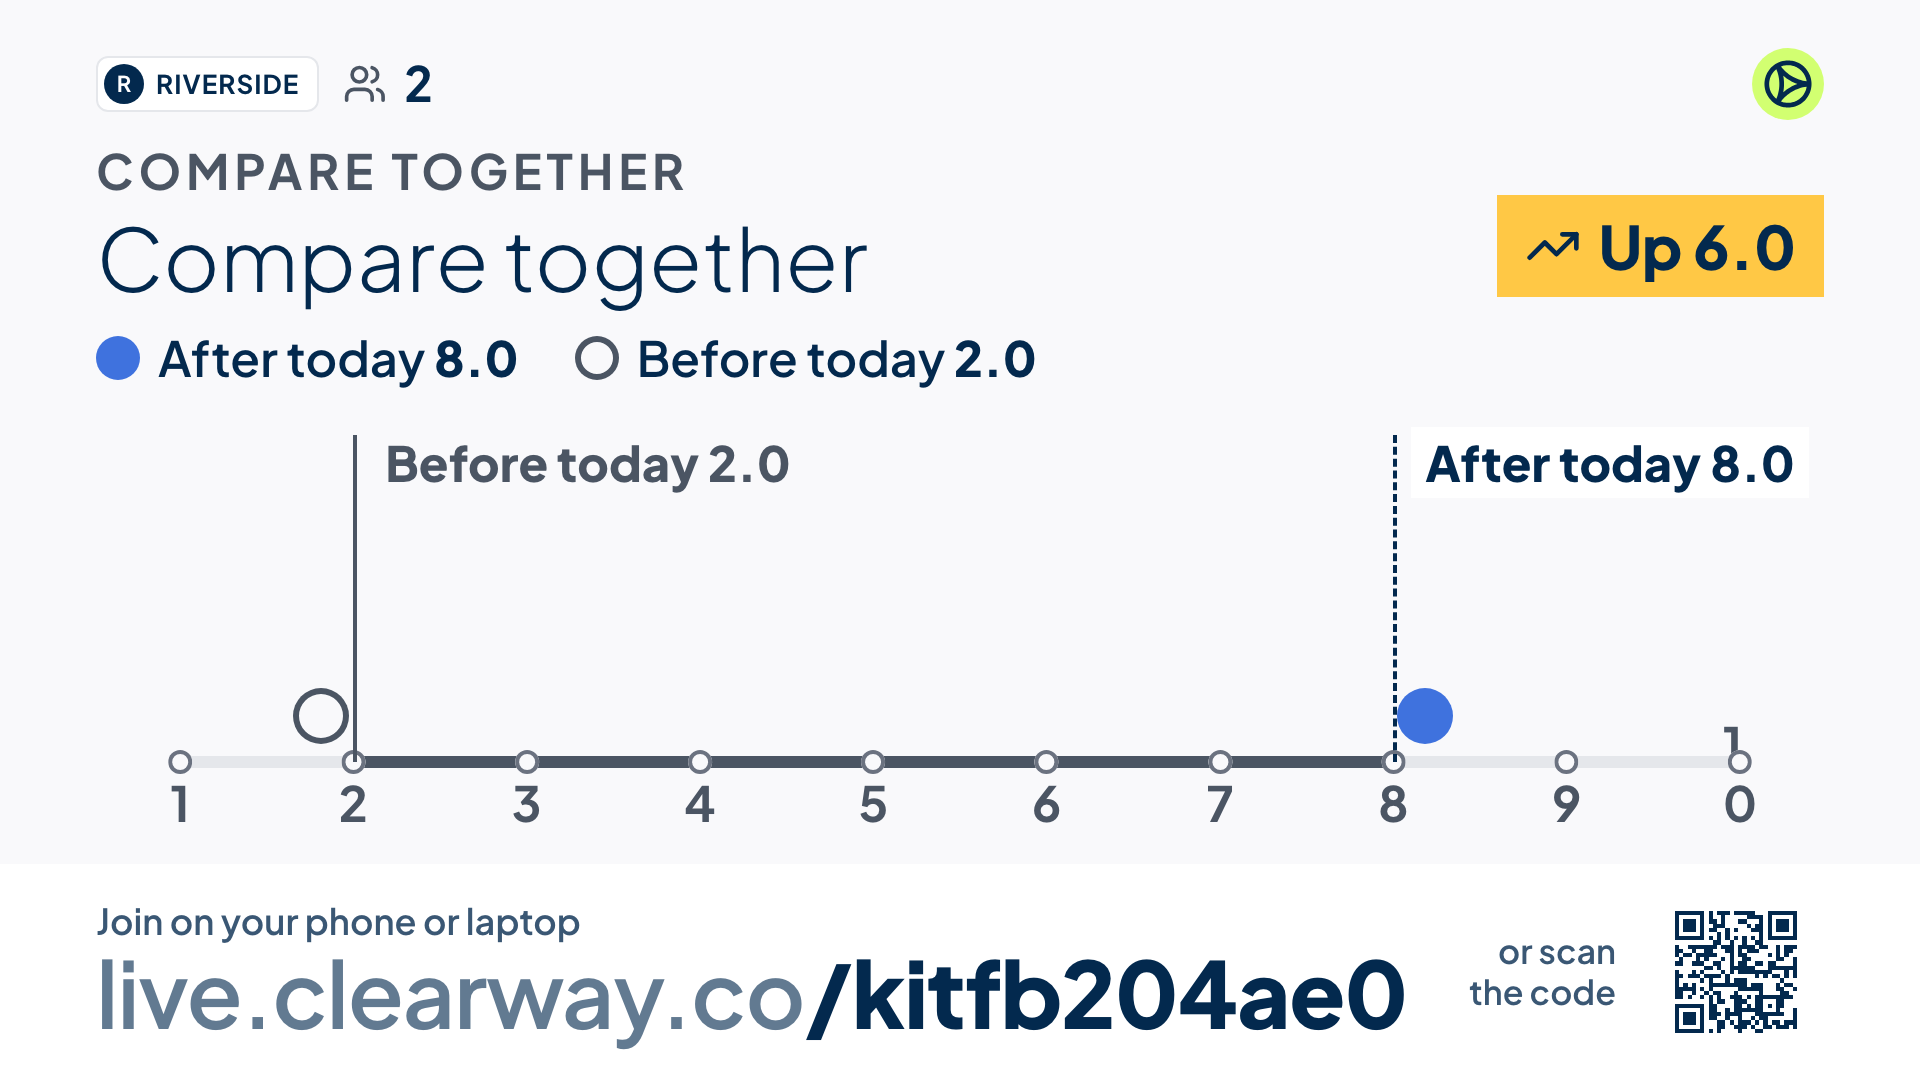 R RIVERSIDE 2
COMPARE TOGETHER
Compare together
Up 6.0
After today 8.0 Before today 2.0
Before today 2.0
After today 8.0
1 2 3 4 5 6 7 8 9 10
Join on your phone or laptop
live.clearway.co/kitfb204ae0
or scan
the code